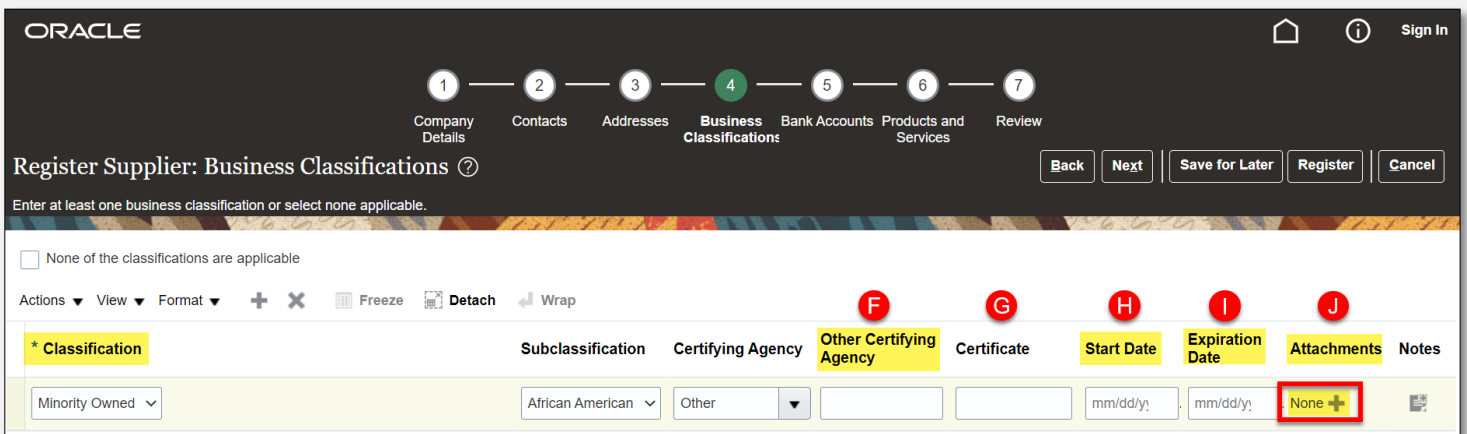 ORACLE
Sign In
1 2 3 4 5 6 7
Company Details Contacts Addresses Business Classifications Bank Accounts Products and Services Review
Register Supplier: Business Classifications ?
Back Next Save for Later Register Cancel
Enter at least one business classification or select none applicable.
None of the classifications are applicable
Actions View Format Freeze Detach Wrap
F G H I J
* Classification Subclassification Certifying Agency Other Certifying Agency Certificate Start Date Expiration Date Attachments Notes
Minority Owned African American Other mm/dd/y mm/dd/y None